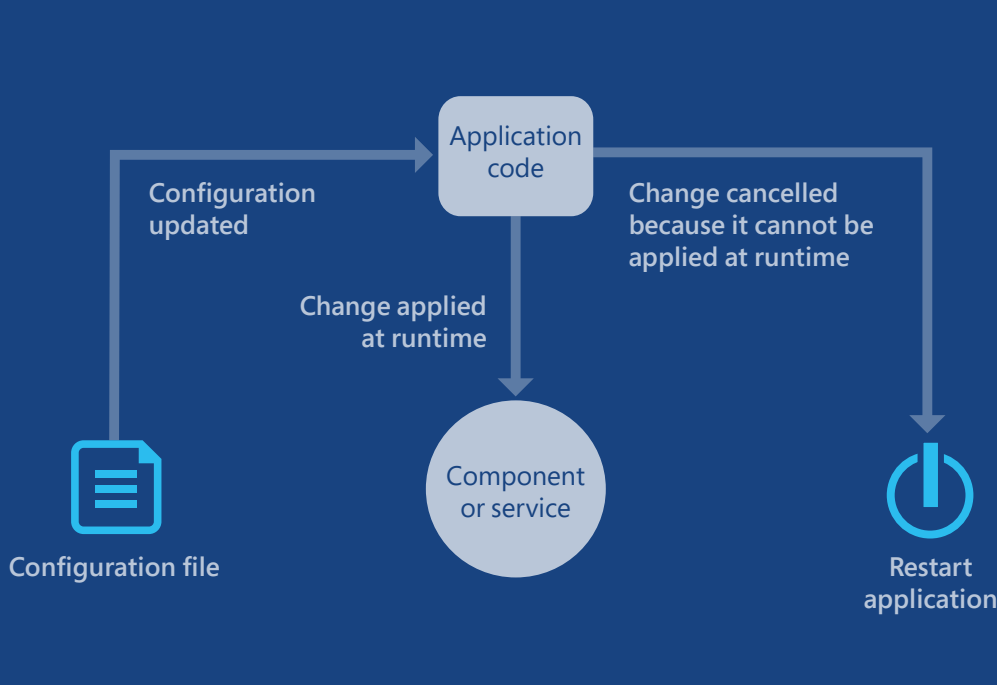 Application
code
Configuration
updated
Change cancelled
because it cannot be
applied at runtime
Change applied
at runtime
Component
or service
Configuration file
Restart
application